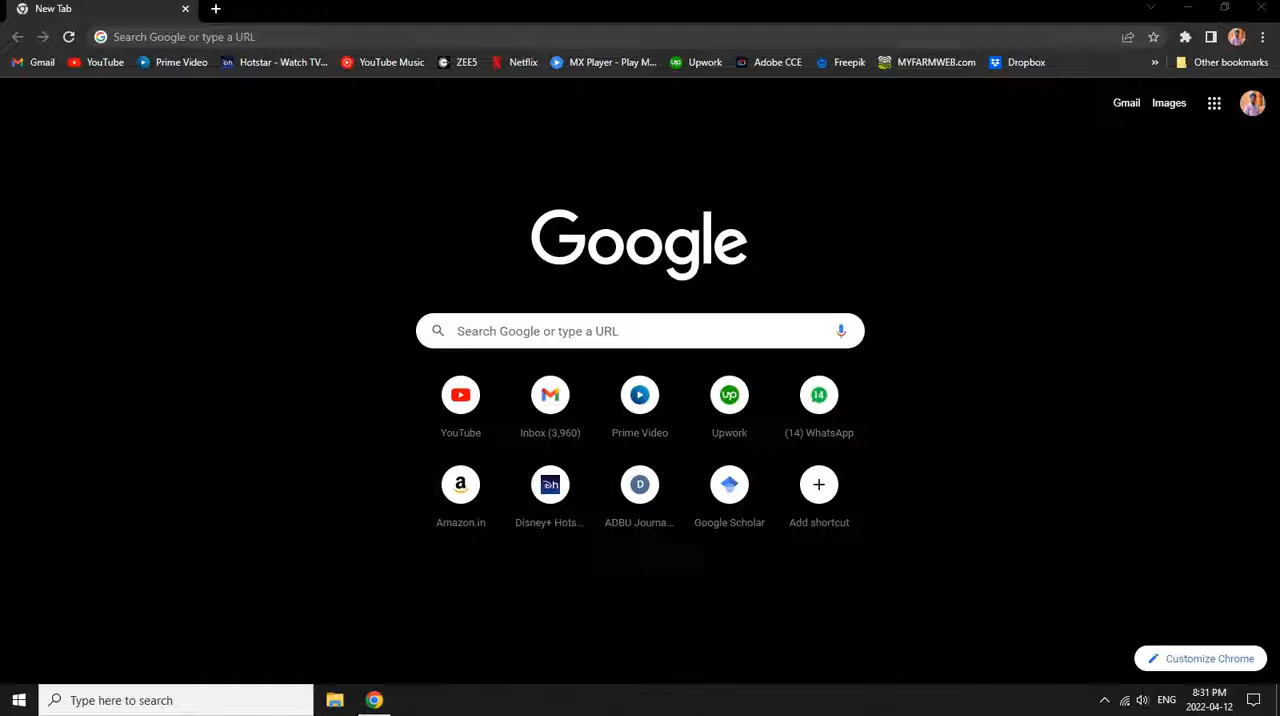 New Tab
Search Google or type a URL
Gmail YouTube Prime Video Hotstar - Watch TV... YouTube Music ZEE5 Netflix MX Player - Play M... Upwork Adobe CCE Freepik MYFARMWEB.com Dropbox » Other bookmarks
Gmail Images
Google
Search Google or type a URL
YouTube Inbox (3,960) Prime Video Upwork (14) WhatsApp
Amazon.in Disney+ Hots... ADBU Journa... Google Scholar Add shortcut
Customize Chrome
Type here to search
ENG
8:31 PM
2022-04-12